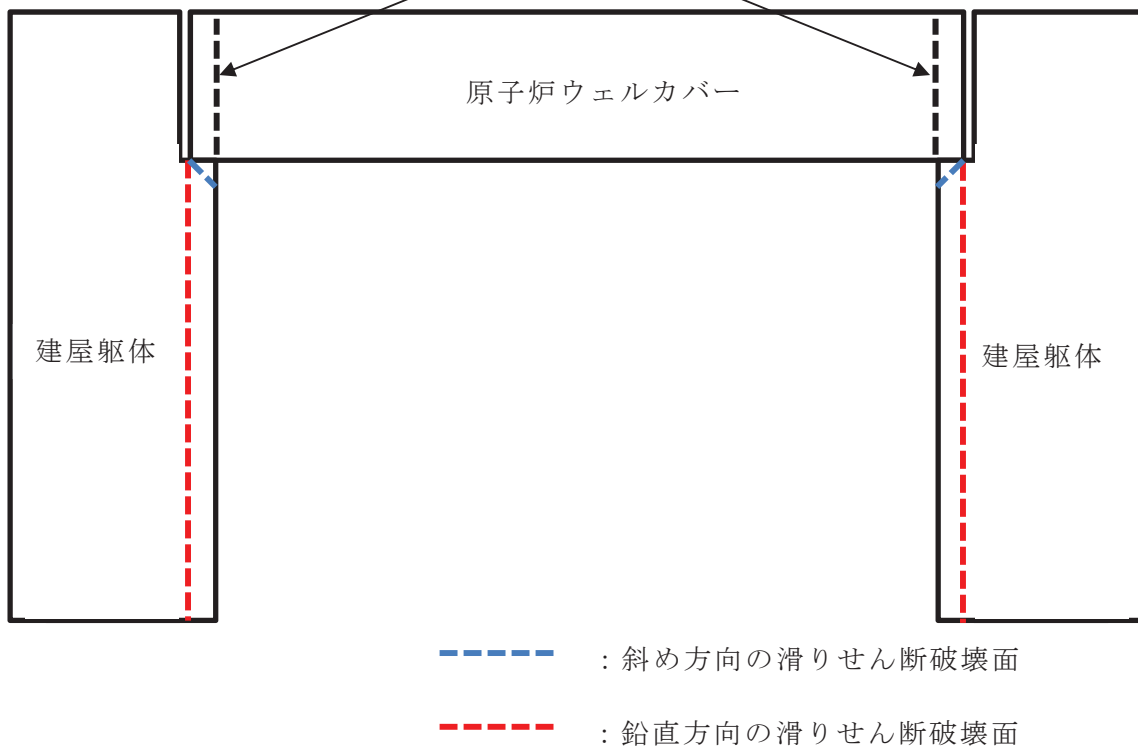 原子炉ウェルカバー
建屋躯体
建屋躯体
：斜め方向の滑りせん断破壊面
：鉛直方向の滑りせん断破壊面